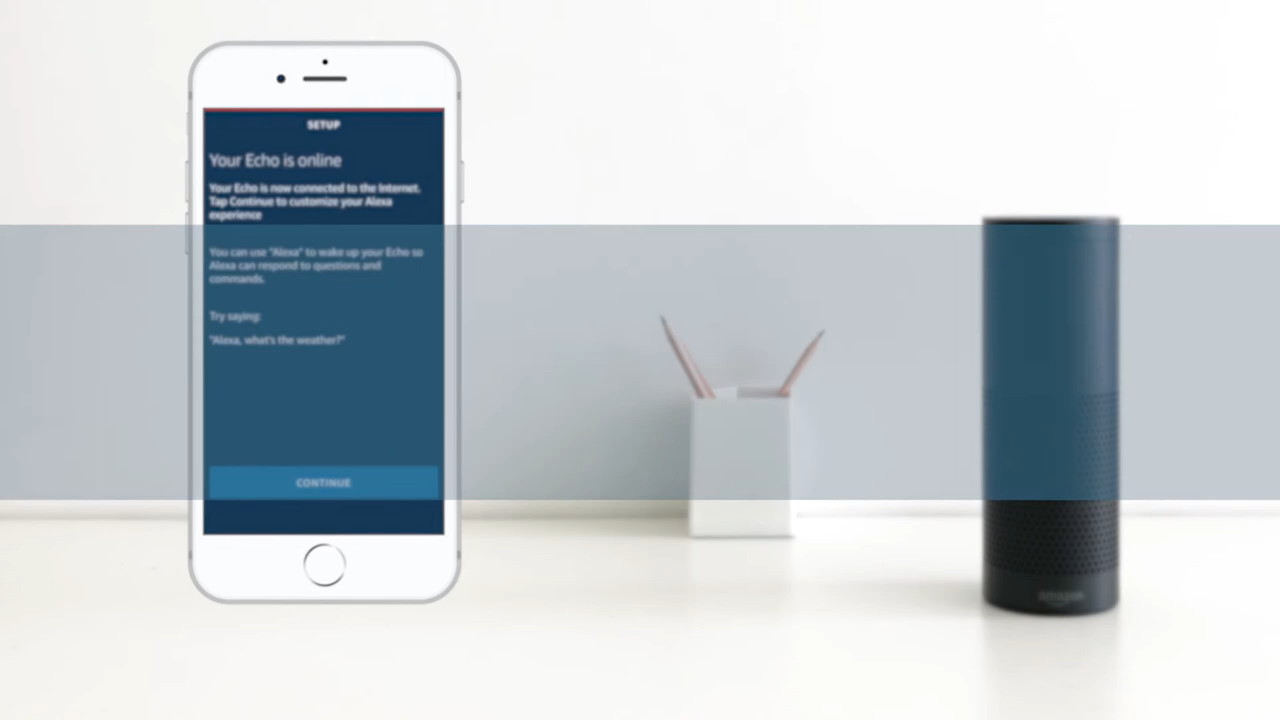 SETUP
Your Echo is online
Your Echo is now connected to the Internet.
Tap Continue to customize your Alexa
experience
You can use "Alexa" to wake up your Echo so
Alexa can respond to questions and
commands.
Try saying:
"Alexa, what's the weather?"
CONTINUE
amazon